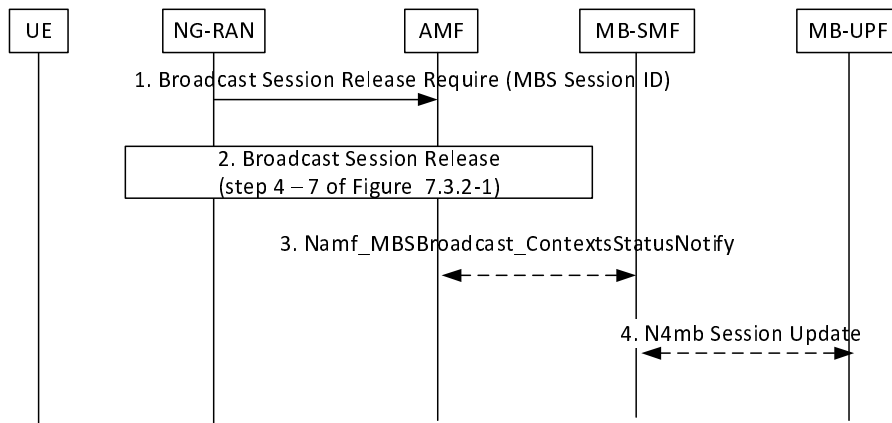 UE
NG-RAN
AMF
MB-SMF
MB-UPF
1. Broadcast Session Release Require (MBS Session ID)
2. Broadcast Session Release
(step 4 – 7 of Figure 7.3.2-1)
3. Namf_MBSBroadcast_ContextsStatusNotify
4. N4mb Session Update